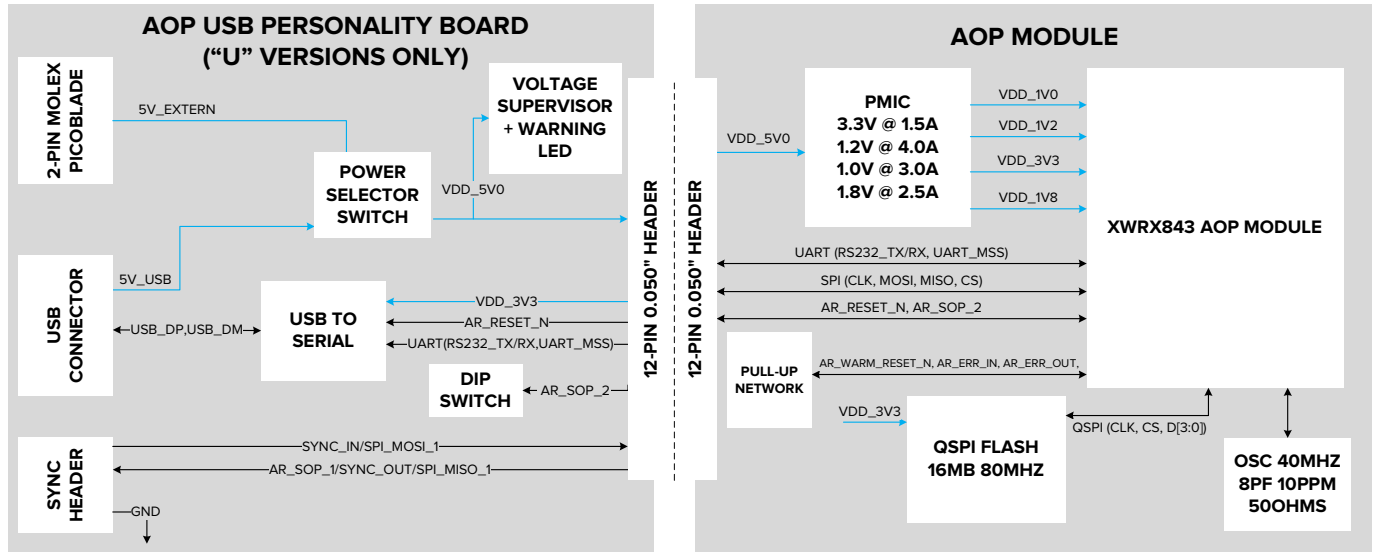 AOP USB PERSONALITY BOARD
("U" VERSIONS ONLY)
2-PIN MOLEX
PICOBLADE
5V_EXTERN
VOLTAGE
SUPERVISOR
+ WARNING
LED
POWER
SELECTOR
SWITCH
VDD_5V0
5V_USB
USB
CONNECTOR
USB_DP,USB_DM
USB TO
SERIAL
VDD_3V3
AR_RESET_N
UART(RS232_TX/RX,UART_MSS)
DIP
SWITCH
AR_SOP_2
SYNC
HEADER
SYNC_IN/SPI_MOSI_1
AR_SOP_1/SYNC_OUT/SPI_MISO_1
GND
12-PIN 0.050" HEADER
12-PIN 0.050" HEADER
AOP MODULE
VDD_5V0
PMIC
3.3V @ 1.5A
1.2V @ 4.0A
1.0V @ 3.0A
1.8V @ 2.5A
VDD_1V0
VDD_1V2
VDD_3V3
VDD_1V8
XWRX843 AOP MODULE
UART (RS232_TX/RX, UART_MSS)
SPI (CLK, MOSI, MISO, CS)
AR_RESET_N, AR_SOP_2
PULL-UP
NETWORK
AR_WARM_RESET_N, AR_ERR_IN, AR_ERR_OUT,
VDD_3V3
QSPI FLASH
16MB 80MHZ
QSPI (CLK, CS, D[3:0])
OSC 40MHZ
8PF 10PPM
50OHMS